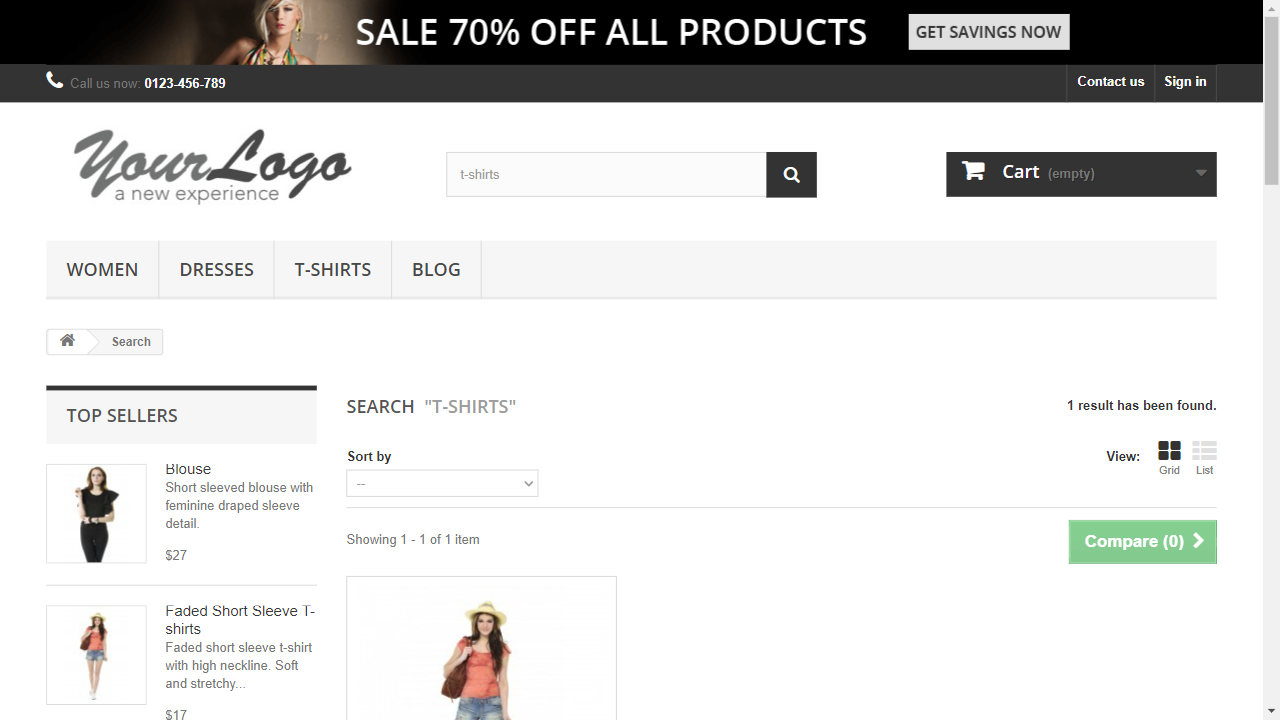 SALE 70% OFF ALL PRODUCTS
GET SAVINGS NOW
Call us now: 0123-456-789
Contact us
Sign in
YourLogo
a new experience
t-shirts
Cart (empty)
WOMEN
DRESSES
T-SHIRTS
BLOG
Search
TOP SELLERS
Blouse
Short sleeved blouse with
feminine draped sleeve
detail.
$27
Faded Short Sleeve T-
shirts
Faded short sleeve t-shirt
with high neckline. Soft
and stretchy...
$17
SEARCH "T-SHIRTS"
1 result has been found.
Sort by
--
View:
Grid
List
Showing 1 - 1 of 1 item
Compare (0)